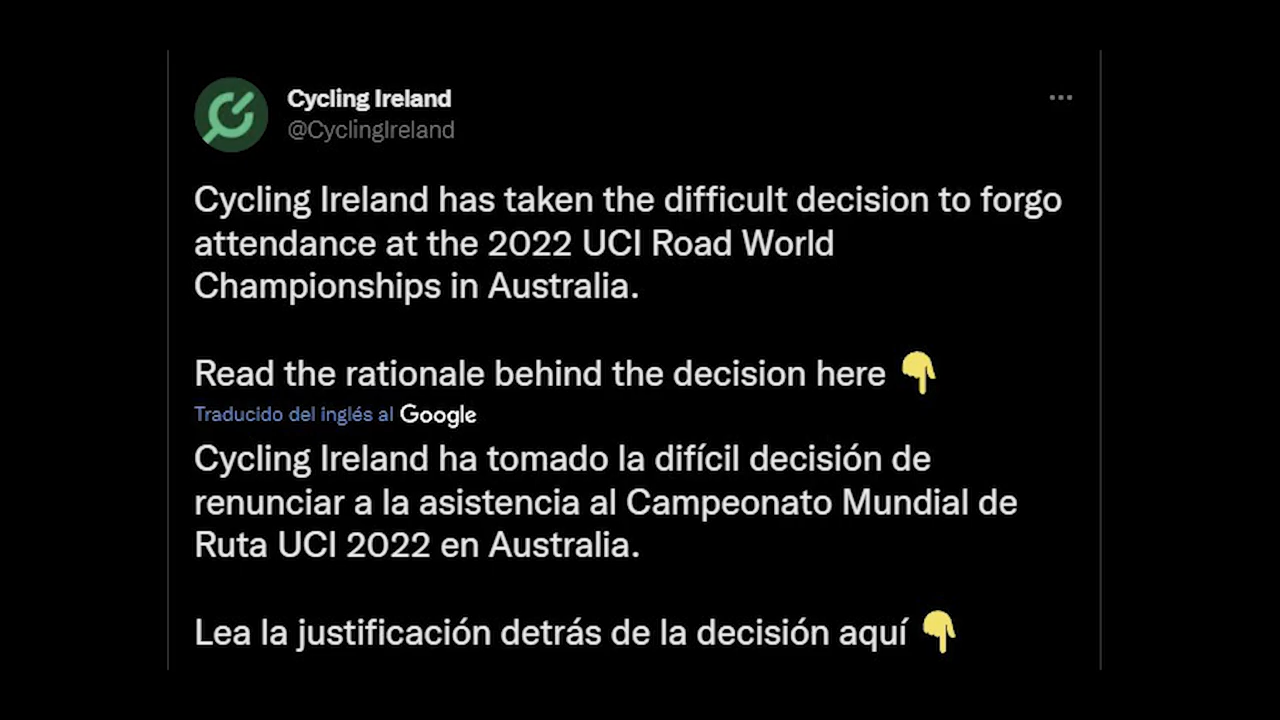 Cycling Ireland
@CyclingIreland
Cycling Ireland has taken the difficult decision to forgo
attendance at the 2022 UCI Road World
Championships in Australia.
Read the rationale behind the decision here 👇
Traducido del inglés al Google
Cycling Ireland ha tomado la difícil decisión de
renunciar a la asistencia al Campeonato Mundial de
Ruta UCI 2022 en Australia.
Lea la justificación detrás de la decisión aquí 👇